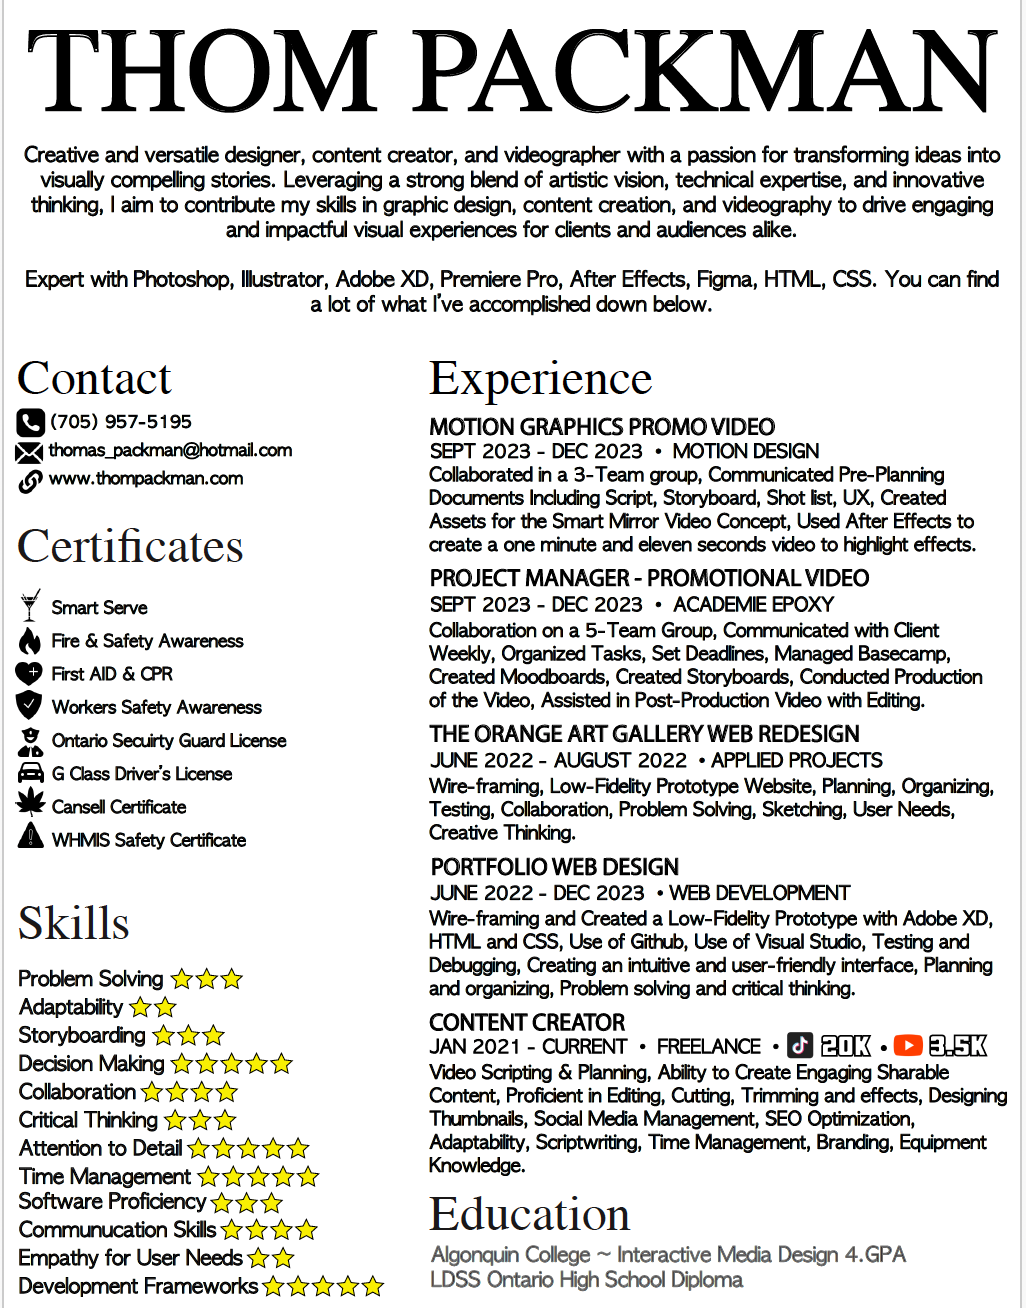 THOM PACKMAN
Creative and versatile designer, content creator, and videographer with a passion for transforming ideas into
visually compelling stories. Leveraging a strong blend of artistic vision, technical expertise, and innovative
thinking, I aim to contribute my skills in graphic design, content creation, and videography to drive engaging
and impactful visual experiences for clients and audiences alike.
Expert with Photoshop, Illustrator, Adobe XD, Premiere Pro, After Effects, Figma, HTML, CSS. You can find
a lot of what I've accomplished down below.
Contact
(705) 957-5195
thomas_packman@hotmail.com
www.thompackman.com
Certificates
Smart Serve
Fire & Safety Awareness
First AID & CPR
Workers Safety Awareness
Ontario Secuirty Guard License
G Class Driver's License
Cansell Certificate
WHMIS Safety Certificate
Skills
Problem Solving
Adaptability
Storyboarding
Decision Making
Collaboration
Critical Thinking
Attention to Detail
Time Management
Software Proficiency
Communucation Skills
Empathy for User Needs
Development Frameworks
Experience
MOTION GRAPHICS PROMO VIDEO
SEPT 2023 - DEC 2023 • MOTION DESIGN
Collaborated in a 3-Team group, Communicated Pre-Planning
Documents Including Script, Storyboard, Shot list, UX, Created
Assets for the Smart Mirror Video Concept, Used After Effects to
create a one minute and eleven seconds video to highlight effects.
PROJECT MANAGER - PROMOTIONAL VIDEO
SEPT 2023 - DEC 2023 • ACADEMIE EPOXY
Collaboration on a 5-Team Group, Communicated with Client
Weekly, Organized Tasks, Set Deadlines, Managed Basecamp,
Created Moodboards, Created Storyboards, Conducted Production
of the Video, Assisted in Post-Production Video with Editing.
THE ORANGE ART GALLERY WEB REDESIGN
JUNE 2022 - AUGUST 2022 • APPLIED PROJECTS
Wire-framing, Low-Fidelity Prototype Website, Planning, Organizing,
Testing, Collaboration, Problem Solving, Sketching, User Needs,
Creative Thinking.
PORTFOLIO WEB DESIGN
JUNE 2022 - DEC 2023 • WEB DEVELOPMENT
Wire-framing and Created a Low-Fidelity Prototype with Adobe XD,
HTML and CSS, Use of Github, Use of Visual Studio, Testing and
Debugging, Creating an intuitive and user-friendly interface, Planning
and organizing, Problem solving and critical thinking.
CONTENT CREATOR
JAN 2021 - CURRENT • FREELANCE • 20K • 3.5K
Video Scripting & Planning, Ability to Create Engaging Sharable
Content, Proficient in Editing, Cutting, Trimming and effects, Designing
Thumbnails, Social Media Management, SEO Optimization,
Adaptability, Scriptwriting, Time Management, Branding, Equipment
Knowledge.
Education
Algonquin College ~ Interactive Media Design 4.GPA
LDSS Ontario High School Diploma